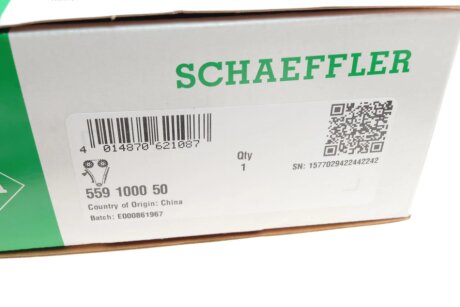 SCHAEFFLER
4 014870 621087
Qty
1
SN: 1577029422442242
559 1000 50
Country of Origin: China
Batch: E000861967